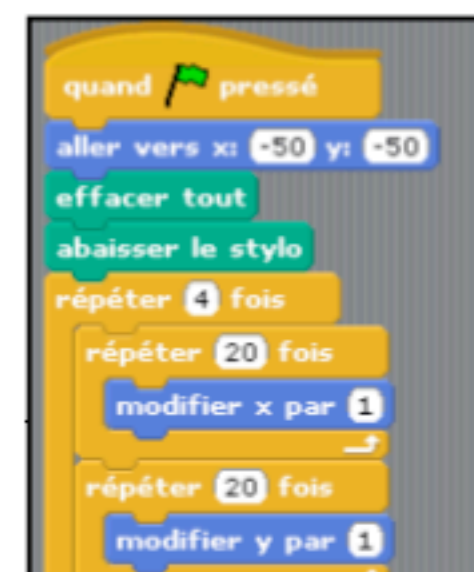 quand pressé
aller vers x: -50 y: -50
effacer tout
abaisser le stylo
répéter 4 fois
répéter 20 fois
modifier x par 1
répéter 20 fois
modifier y par 1